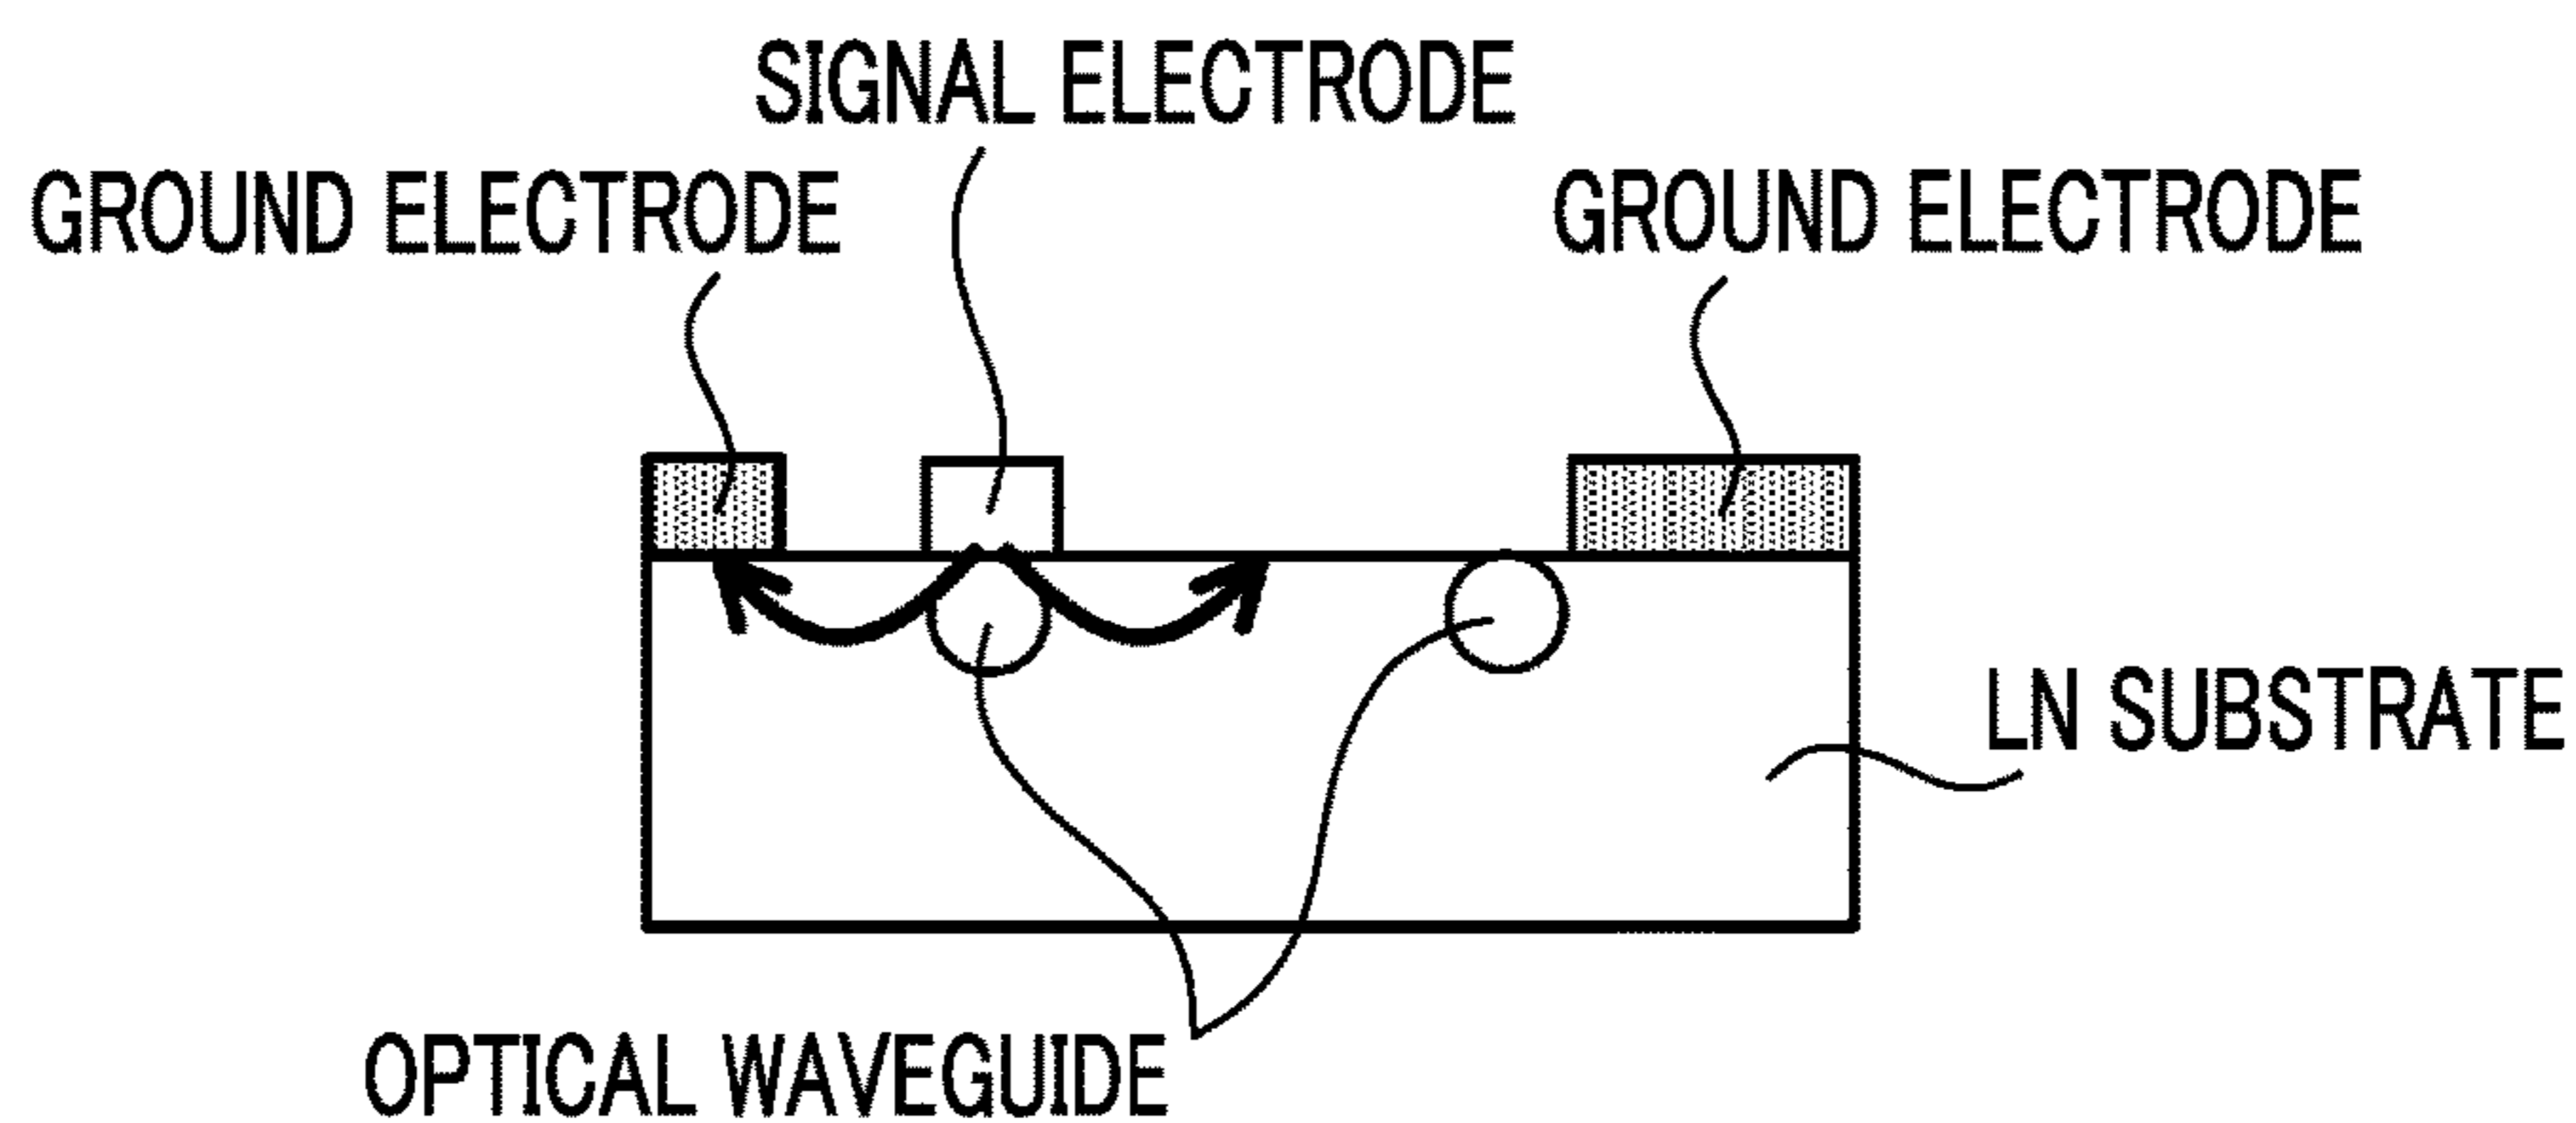 SIGNAL ELECTRODE
GROUND ELECTRODE
GROUND ELECTRODE
LN SUBSTRATE
OPTICAL WAVEGUIDE